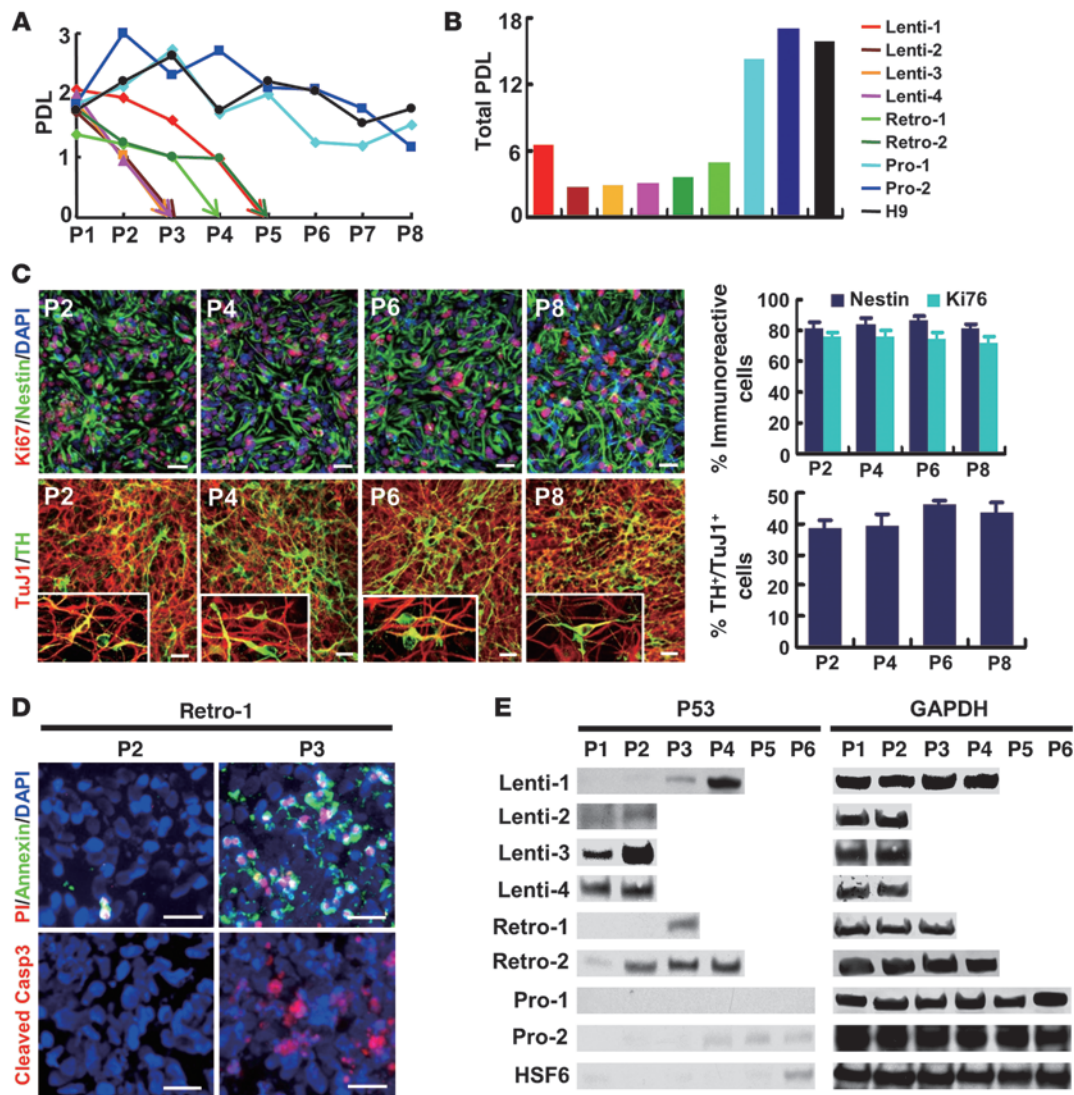 A
3
2
1
0
PDL
P1 P2 P3 P4 P5 P6 P7 P8
B
18
12
6
0
Total PDL
Lenti-1
Lenti-2
Lenti-3
Lenti-4
Retro-1
Retro-2
Pro-1
Pro-2
H9
C
Ki67/Nestin/DAPI
P2 P4 P6 P8
TuJ1/TH
P2 P4 P6 P8
Nestin Ki76
100
80
60
40
20
0
% Immunoreactive
cells
P2 P4 P6 P8
50
40
30
20
10
0
% TH+/TuJ1+
cells
P2 P4 P6 P8
D
Retro-1
P2 P3
PI/Annexin/DAPI
Cleaved Casp3
E
P53 GAPDH
P1 P2 P3 P4 P5 P6 P1 P2 P3 P4 P5 P6
Lenti-1
Lenti-2
Lenti-3
Lenti-4
Retro-1
Retro-2
Pro-1
Pro-2
HSF6